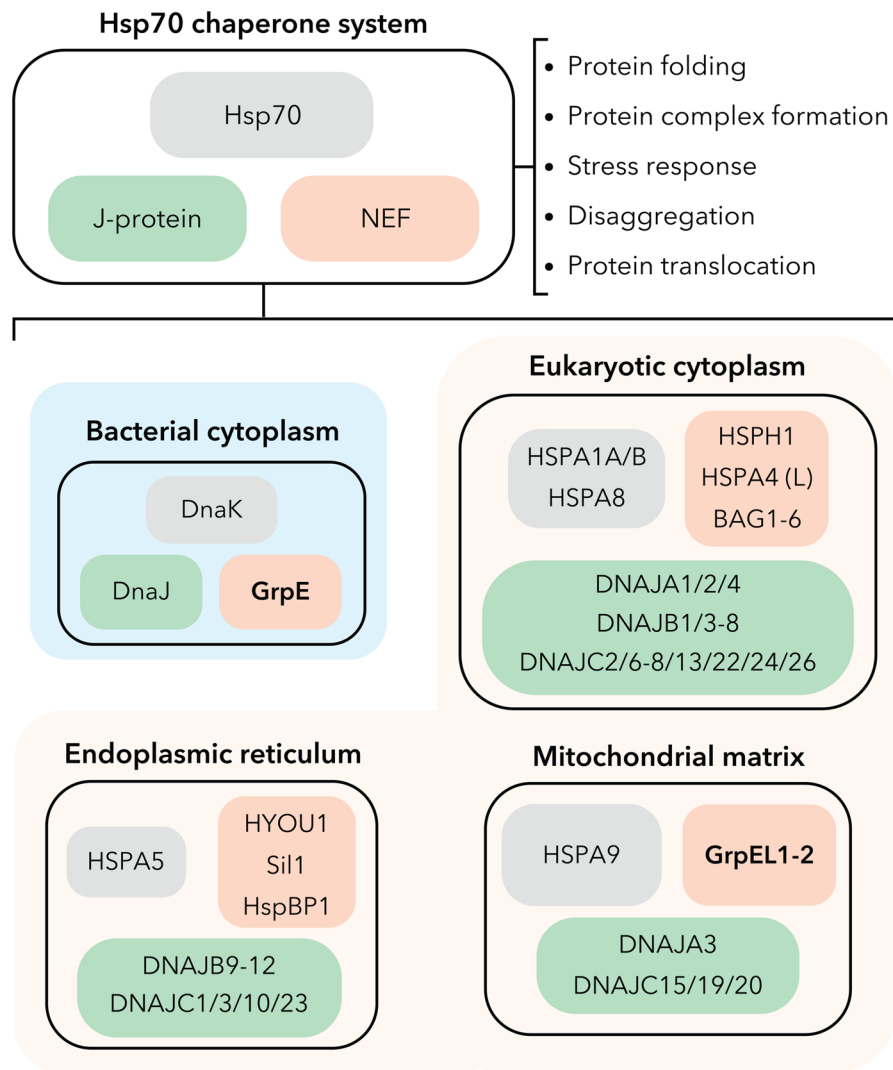 Hsp70 chaperone system
Hsp70
J-protein
NEF
• Protein folding
• Protein complex formation
• Stress response
• Disaggregation
• Protein translocation
Bacterial cytoplasm
DnaK
DnaJ
GrpE
Eukaryotic cytoplasm
HSPA1A/B
HSPA8
HSPH1
HSPA4 (L)
BAG1-6
DNAJA1/2/4
DNAJB1/3-8
DNAJC2/6-8/13/22/24/26
Endoplasmic reticulum
HSPA5
HYOU1
Sil1
HspBP1
DNAJB9-12
DNAJC1/3/10/23
Mitochondrial matrix
HSPA9
GrpEL1-2
DNAJA3
DNAJC15/19/20